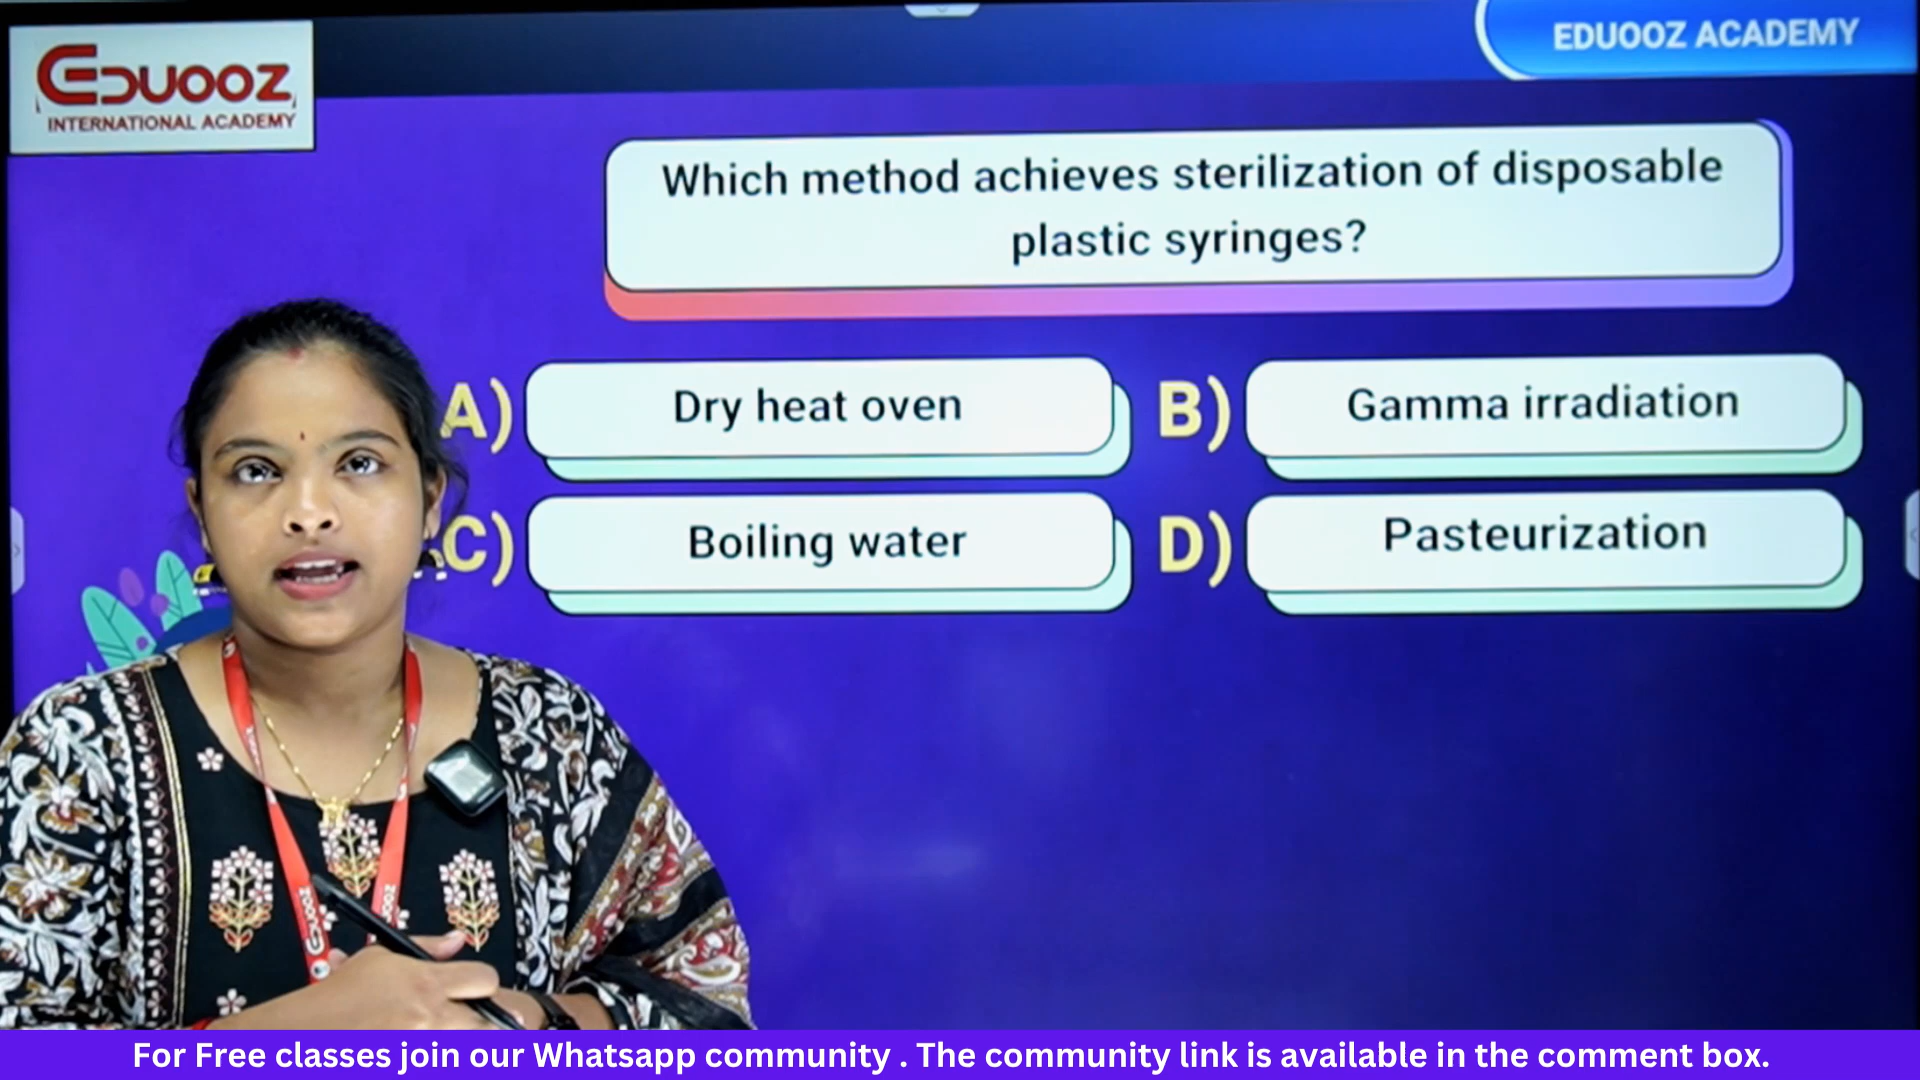 EDUOOZ
INTERNATIONAL ACADEMY
EDUOOZ ACADEMY
Which method achieves sterilization of disposable
plastic syringes?
A) Dry heat oven
B) Gamma irradiation
C) Boiling water
D) Pasteurization
For Free classes join our Whatsapp community . The community link is available in the comment box.